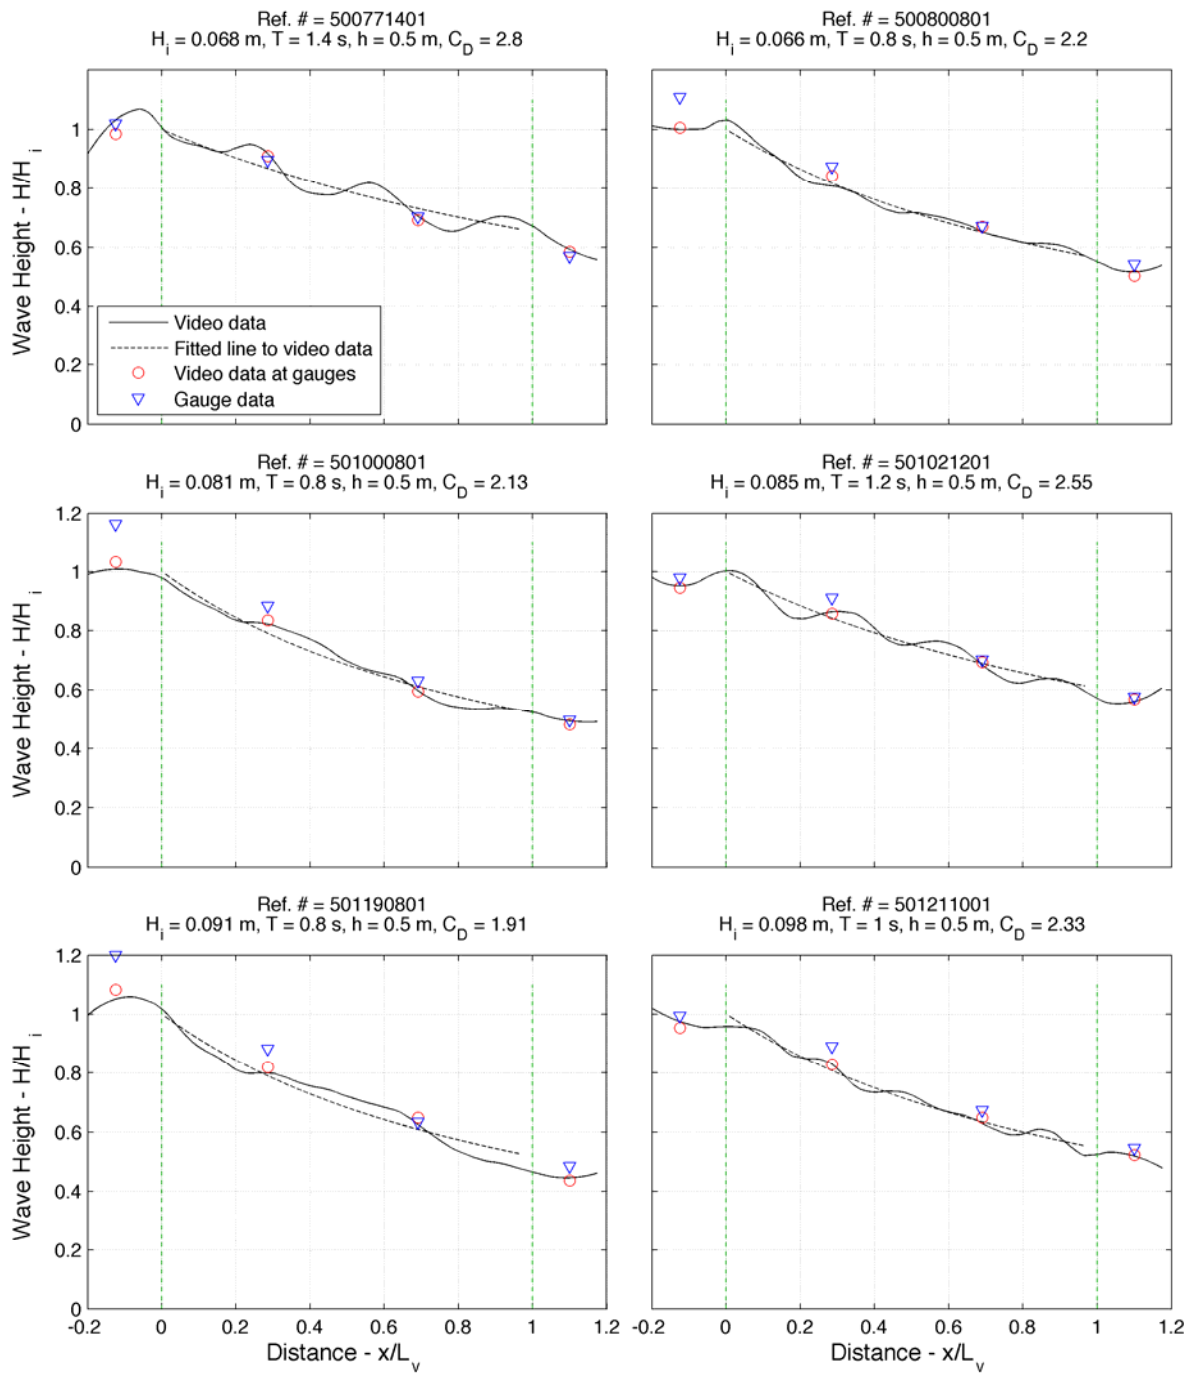 Ref. # = 500771401
H_i = 0.068 m, T = 1.4 s, h = 0.5 m, C_D = 2.8
1
0.8
0.6
0.4
0.2
0
Wave Height - H/H_i
Video data
Fitted line to video data
Video data at gauges
Gauge data
Ref. # = 500800801
H_i = 0.066 m, T = 0.8 s, h = 0.5 m, C_D = 2.2
Ref. # = 501000801
H_i = 0.081 m, T = 0.8 s, h = 0.5 m, C_D = 2.13
1.2
1
0.8
0.6
0.4
0.2
0
Wave Height - H/H_i
Ref. # = 501021201
H_i = 0.085 m, T = 1.2 s, h = 0.5 m, C_D = 2.55
Ref. # = 501190801
H_i = 0.091 m, T = 0.8 s, h = 0.5 m, C_D = 1.91
1.2
1
0.8
0.6
0.4
0.2
0
Wave Height - H/H_i
-0.2 0 0.2 0.4 0.6 0.8 1 1.2
Distance - x/L_v
Ref. # = 501211001
H_i = 0.098 m, T = 1 s, h = 0.5 m, C_D = 2.33
-0.2 0 0.2 0.4 0.6 0.8 1 1.2
Distance - x/L_v